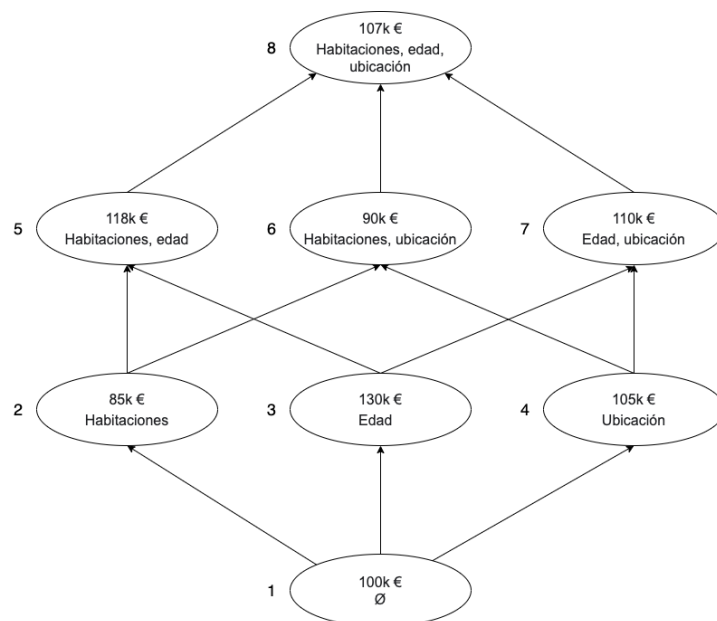 8
107k €
Habitaciones, edad,
ubicación
5
118k €
Habitaciones, edad
6
90k €
Habitaciones, ubicación
7
110k €
Edad, ubicación
2
85k €
Habitaciones
3
130k €
Edad
4
105k €
Ubicación
1
100k €
Ø